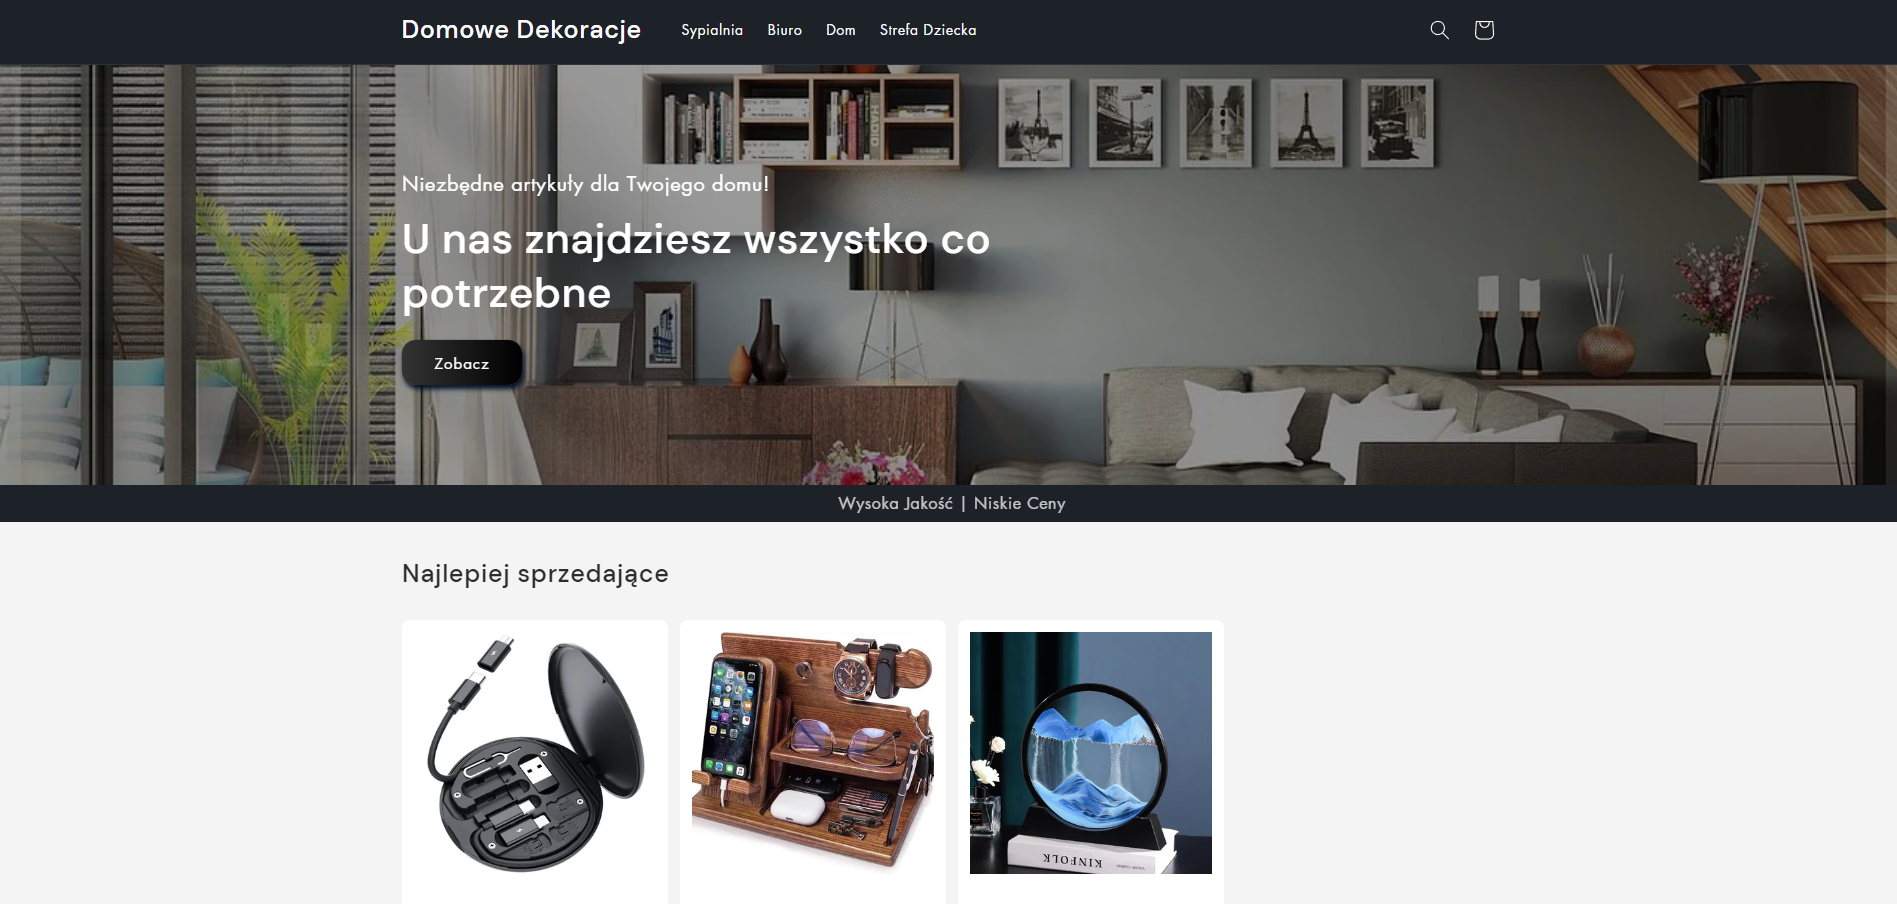 Domowe Dekoracje
Sypialnia
Biuro
Dom
Strefa Dziecka
Niezbędne artykuły dla Twojego domu!
U nas znajdziesz wszystko co
potrzebne
Zobacz
Wysoka Jakość | Niskie Ceny
Najlepiej sprzedające
KINFOLK